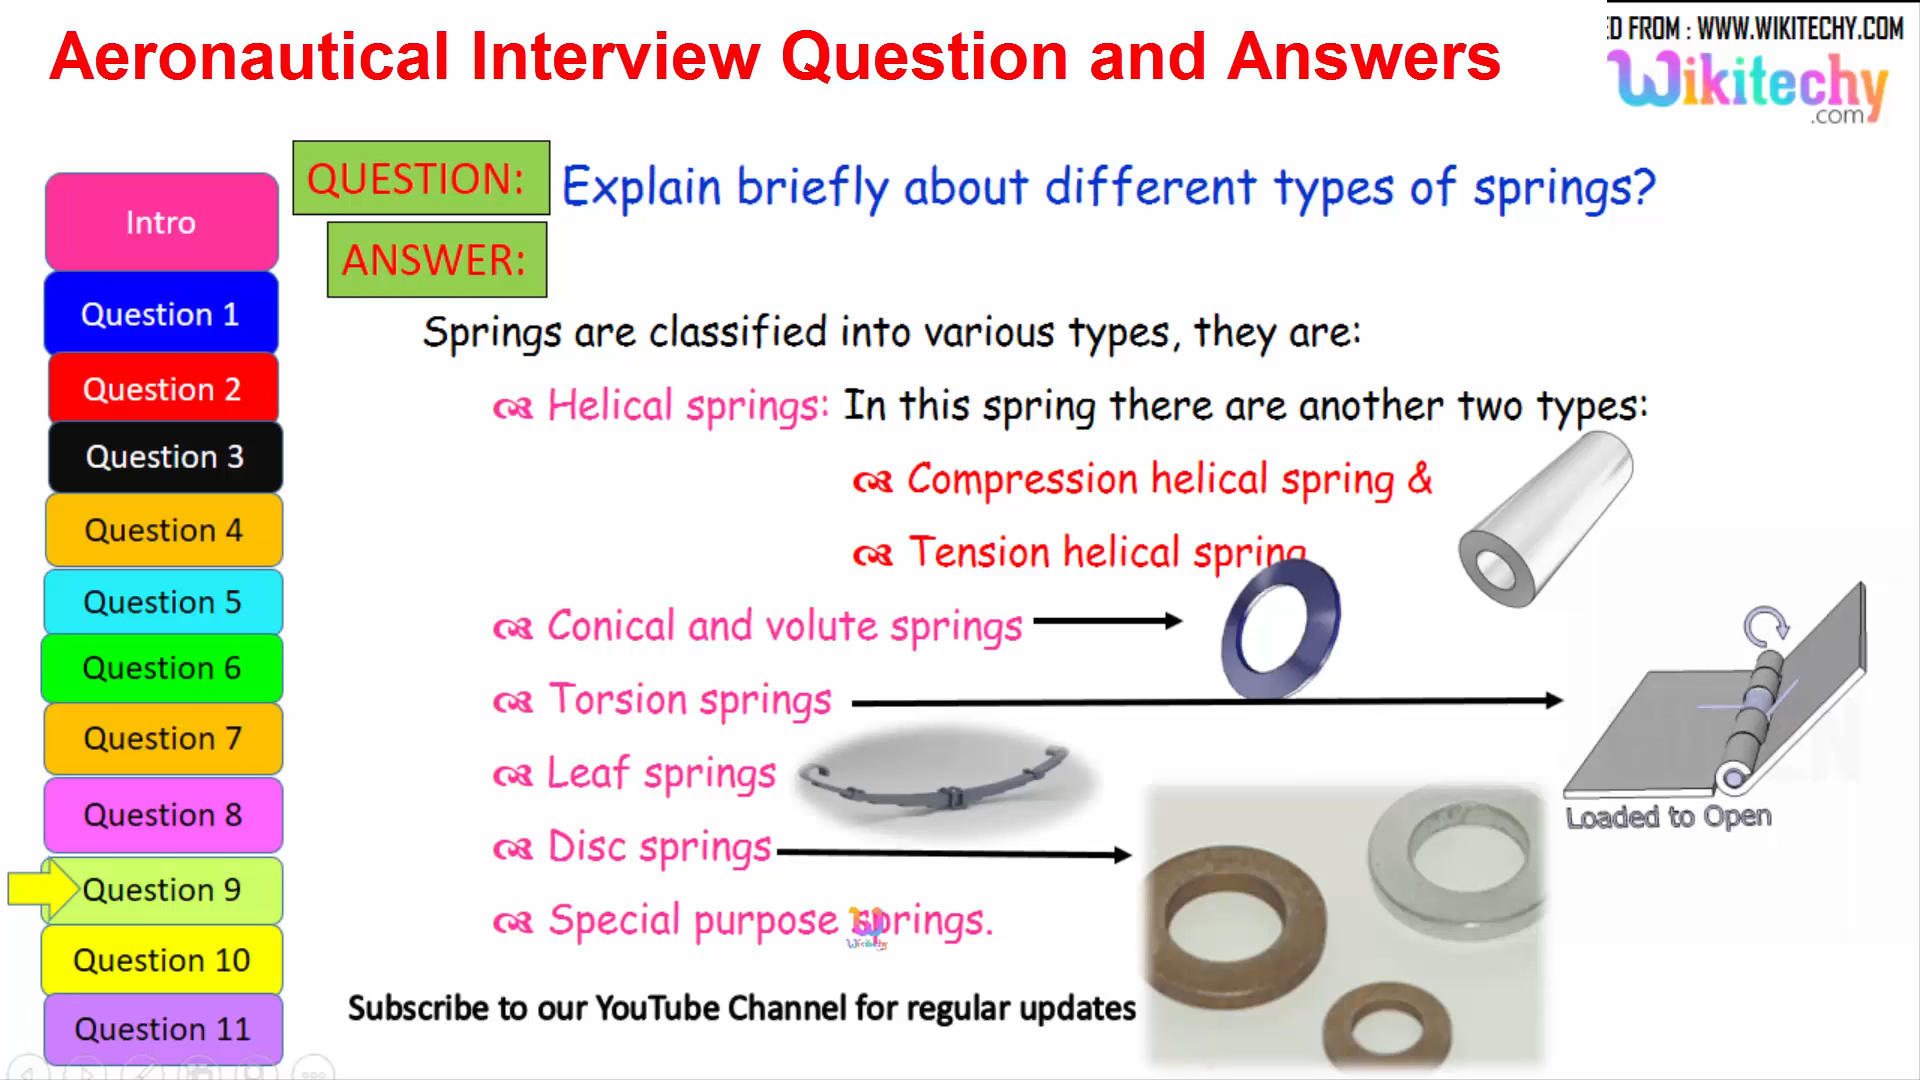 Aeronautical Interview Question and Answers
ED FROM : WWW.WIKITECHY.COM
Wikitechy
.com
QUESTION: Explain briefly about different types of springs?
ANSWER:
Intro
Question 1
Question 2
Question 3
Question 4
Question 5
Question 6
Question 7
Question 8
Question 9
Question 10
Question 11
Springs are classified into various types, they are:
Helical springs: In this spring there are another two types:
Compression helical spring &
Tension helical spring
Conical and volute springs
Torsion springs
Leaf springs
Disc springs
Special purpose springs.
Wikitechy
Loaded to Open
Subscribe to our YouTube Channel for regular updates